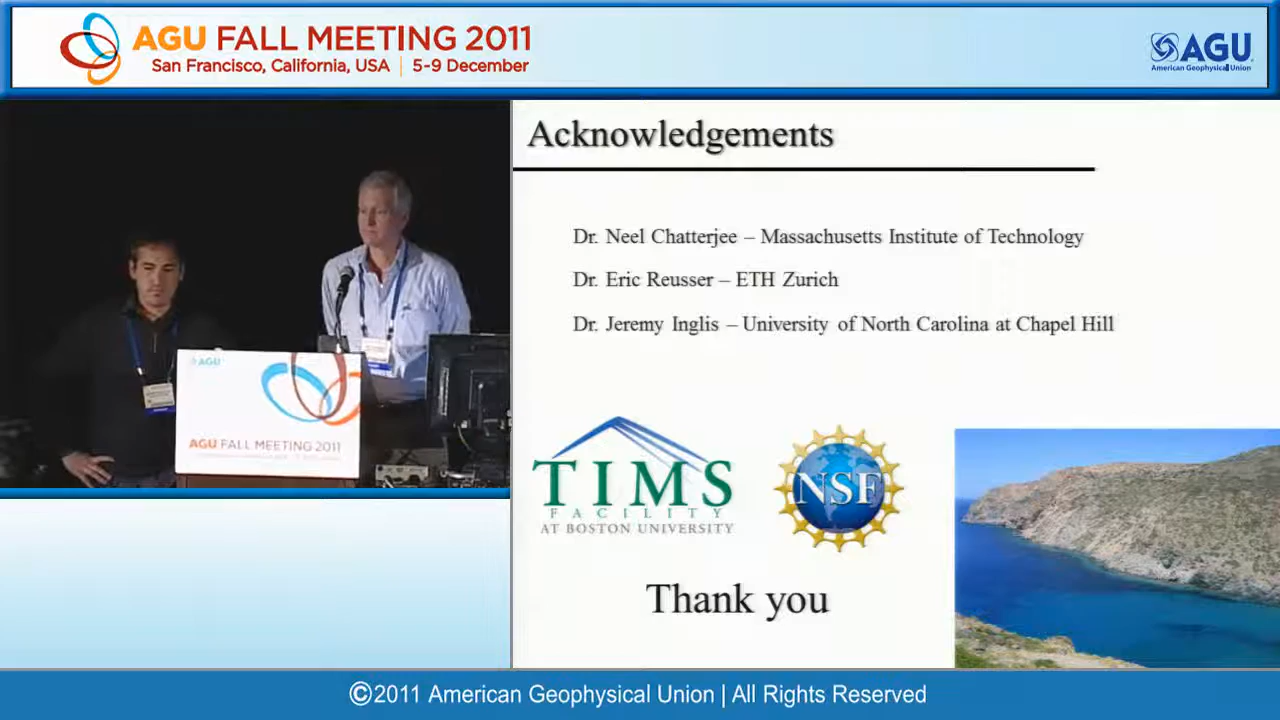 AGU FALL MEETING 2011
San Francisco, California, USA | 5-9 December
AGU
American Geophysical Union
Acknowledgements
Dr. Neel Chatterjee – Massachusetts Institute of Technology
Dr. Eric Reusser – ETH Zurich
Dr. Jeremy Inglis – University of North Carolina at Chapel Hill
AGU
AGU FALL MEETING 2011
TIMS
FACILITY
AT BOSTON UNIVERSITY
NSF
Thank you
©2011 American Geophysical Union | All Rights Reserved